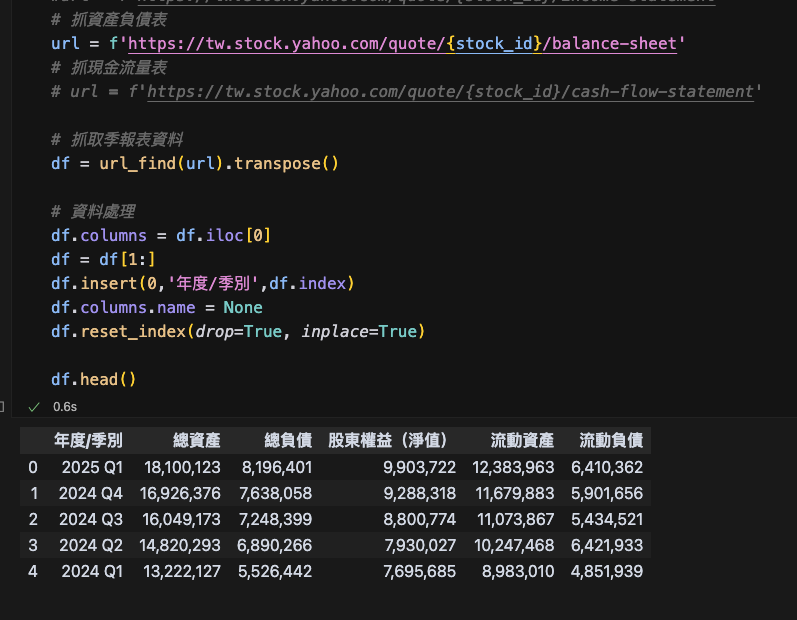 # 抓資產負債表
url = f'https://tw.stock.yahoo.com/quote/{stock_id}/balance-sheet'
# 抓現金流量表
# url = f'https://tw.stock.yahoo.com/quote/{stock_id}/cash-flow-statement'
# 抓取季報表資料
df = url_find(url).transpose()
# 資料處理
df.columns = df.iloc[0]
df = df[1:]
df.insert(0,'年度/季別',df.index)
df.columns.name = None
df.reset_index(drop=True, inplace=True)
df.head()
0.6s
年度/季別 總資產 總負債 股東權益（淨值） 流動資產 流動負債
0 2025 Q1 18,100,123 8,196,401 9,903,722 12,383,963 6,410,362
1 2024 Q4 16,926,376 7,638,058 9,288,318 11,679,883 5,901,656
2 2024 Q3 16,049,173 7,248,399 8,800,774 11,073,867 5,434,521
3 2024 Q2 14,820,293 6,890,266 7,930,027 10,247,468 6,421,933
4 2024 Q1 13,222,127 5,526,442 7,695,685 8,983,010 4,851,939